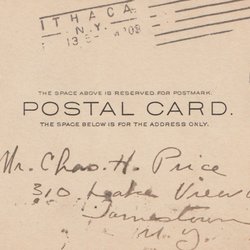 ITHACA
N.Y.
THE SPACE ABOVE IS RESERVED FOR POSTMARK.
POSTAL CARD.
THE SPACE BELOW IS FOR THE ADDRESS ONLY.
Mr. Chas. H. Price
310 Lake View
Jamestown
N.Y.